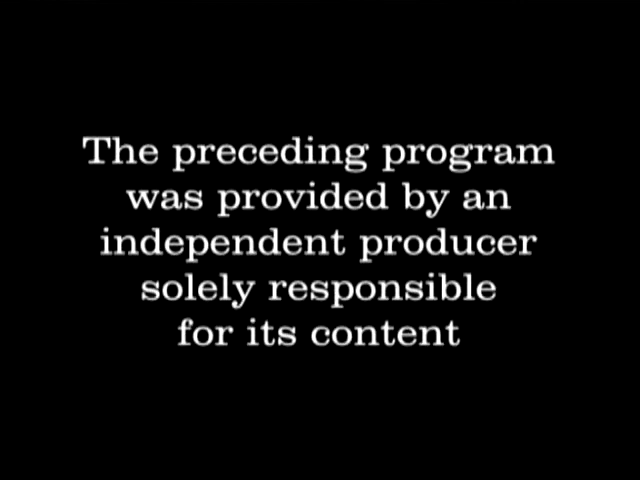 The preceding program
was provided by an
independent producer
solely responsible
for its content